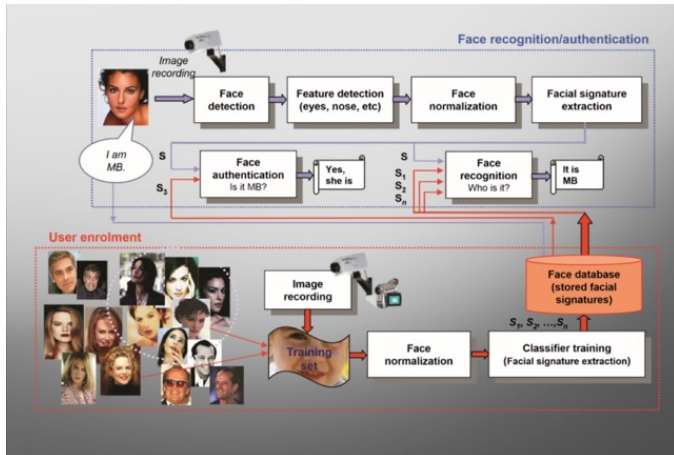 Face recognition/authentication
Image
recording
Face
detection
Feature detection
(eyes, nose, etc)
Face
normalization
Facial signature
extraction
I am
MB.
S
S3
Face
authentication
Is it MB?
Yes,
she is
S
S1
S2
Sn
Face
recognition
Who is it?
It is
MB
User enrolment
Image
recording
Training
set
Face
normalization
Classifier training
(Facial signature extraction)
S1, S2, ...,Sn
Face database
(stored facial
signatures)